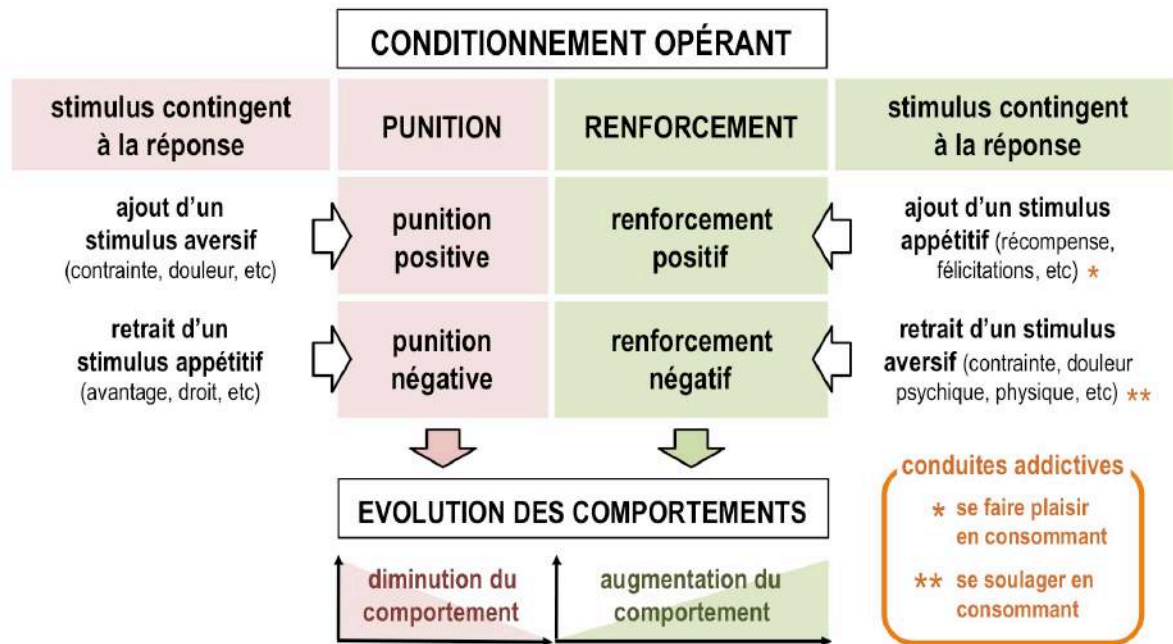 CONDITIONNEMENT OPÉRANT
stimulus contingent
à la réponse
PUNITION
RENFORCEMENT
stimulus contingent
à la réponse
ajout d'un
stimulus aversif
(contrainte, douleur, etc)
punition
positive
renforcement
positif
ajout d'un stimulus
appétitif (récompense,
félicitations, etc) *
retrait d'un
stimulus appétitif
(avantage, droit, etc)
punition
négative
renforcement
négatif
retrait d'un stimulus
aversif (contrainte, douleur
psychique, physique, etc) **
EVOLUTION DES COMPORTEMENTS
diminution du
comportement
augmentation du
comportement
conduites addictives
* se faire plaisir
en consommant
** se soulager en
consommant